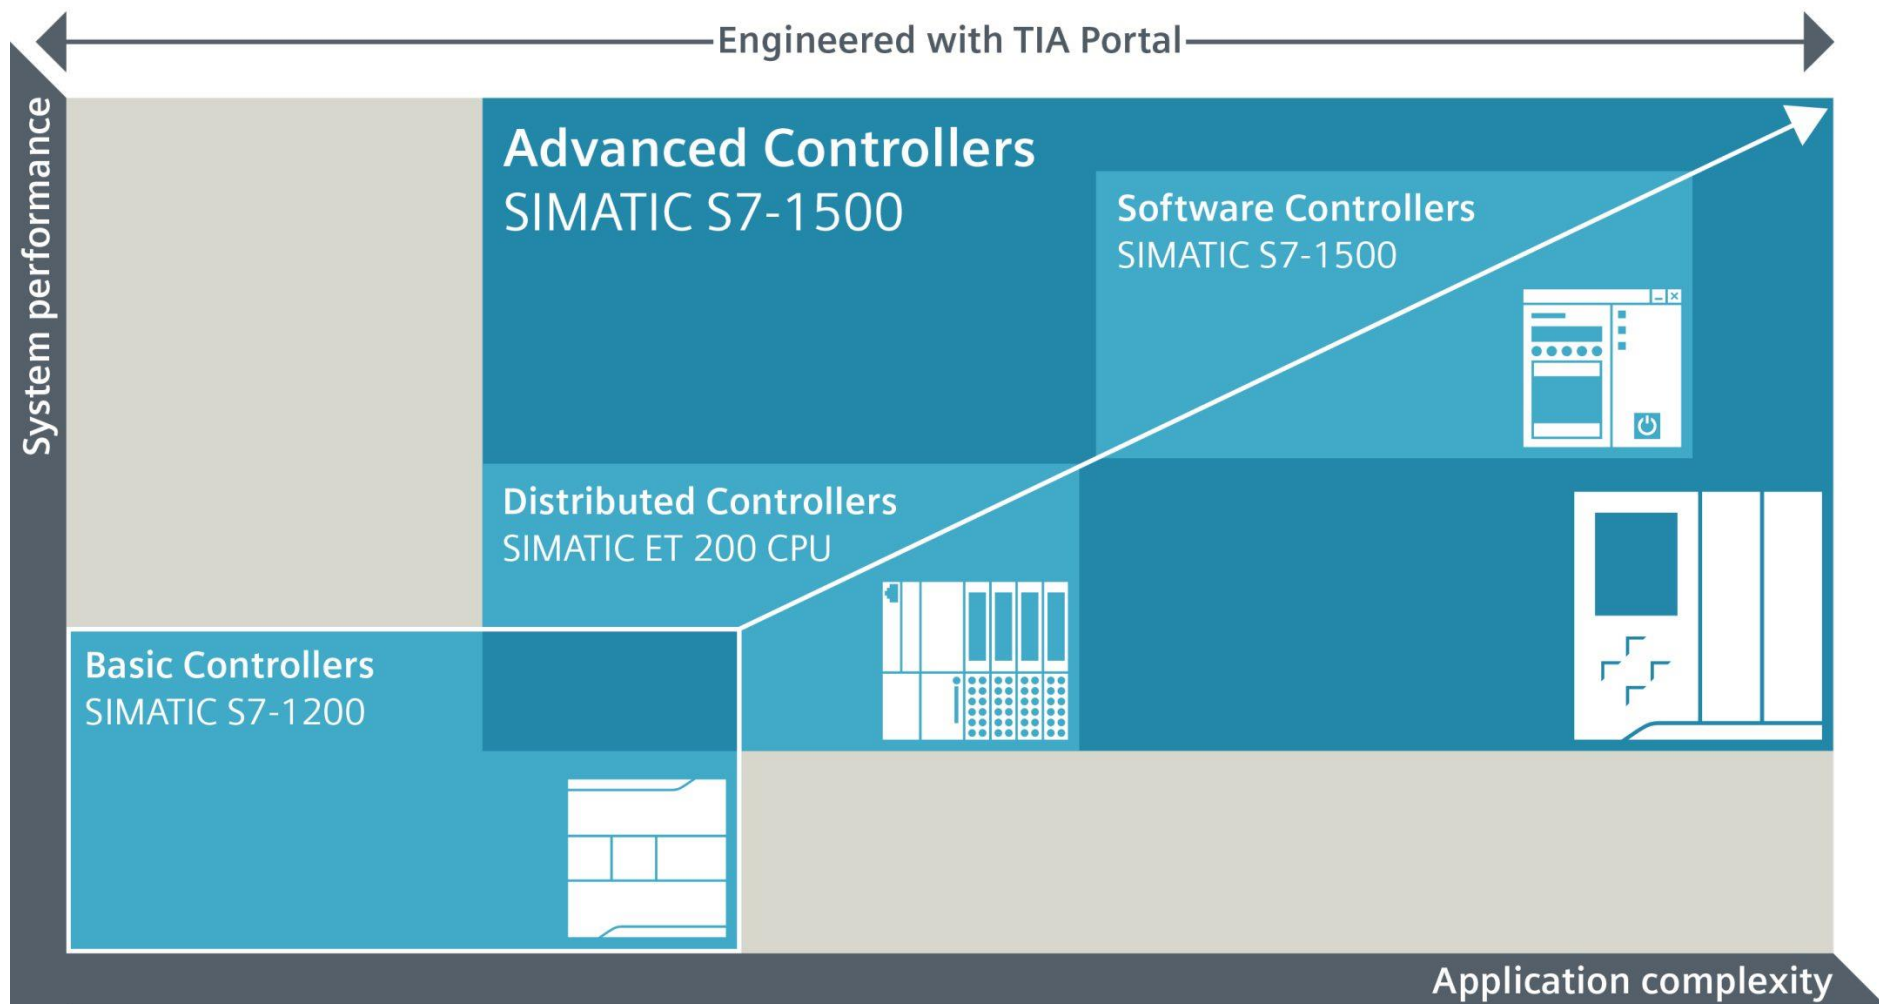 Engineered with TIA Portal
System performance
Advanced Controllers
SIMATIC S7-1500
Software Controllers
SIMATIC S7-1500
Distributed Controllers
SIMATIC ET 200 CPU
Basic Controllers
SIMATIC S7-1200
Application complexity